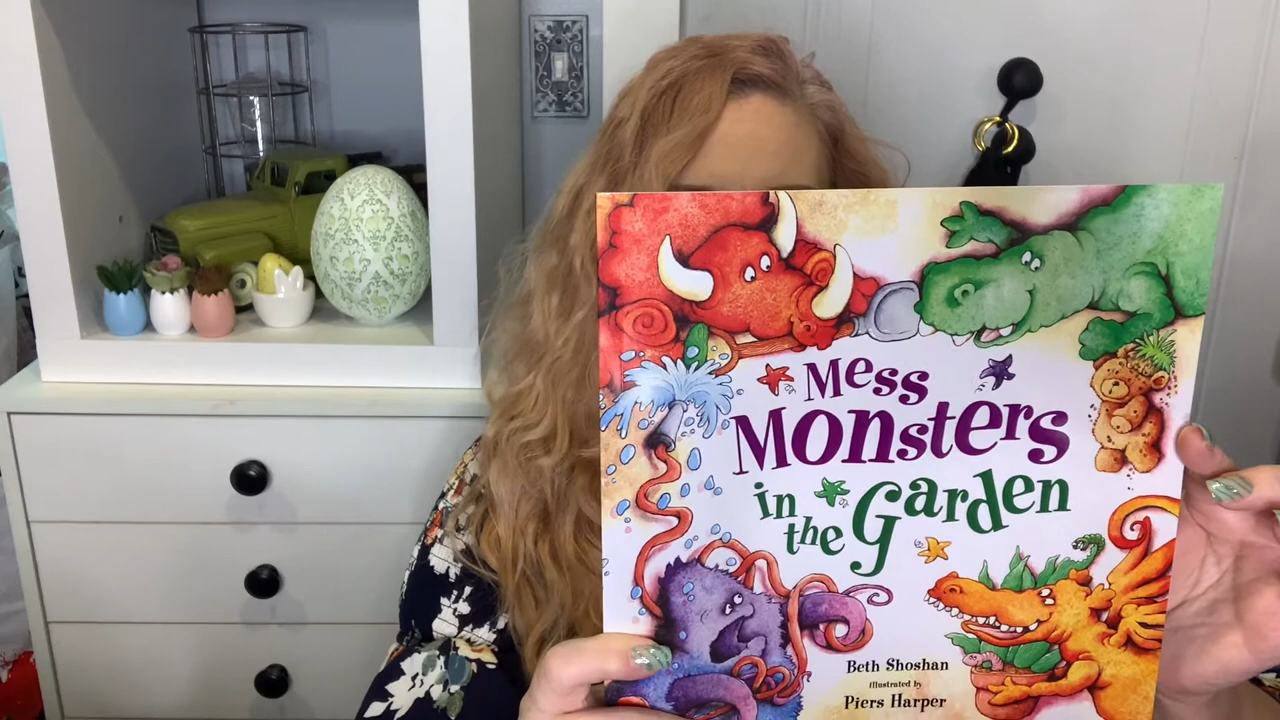 Mess
Monsters
in the Garden
Beth Shoshan
illustrated by
Piers Harper